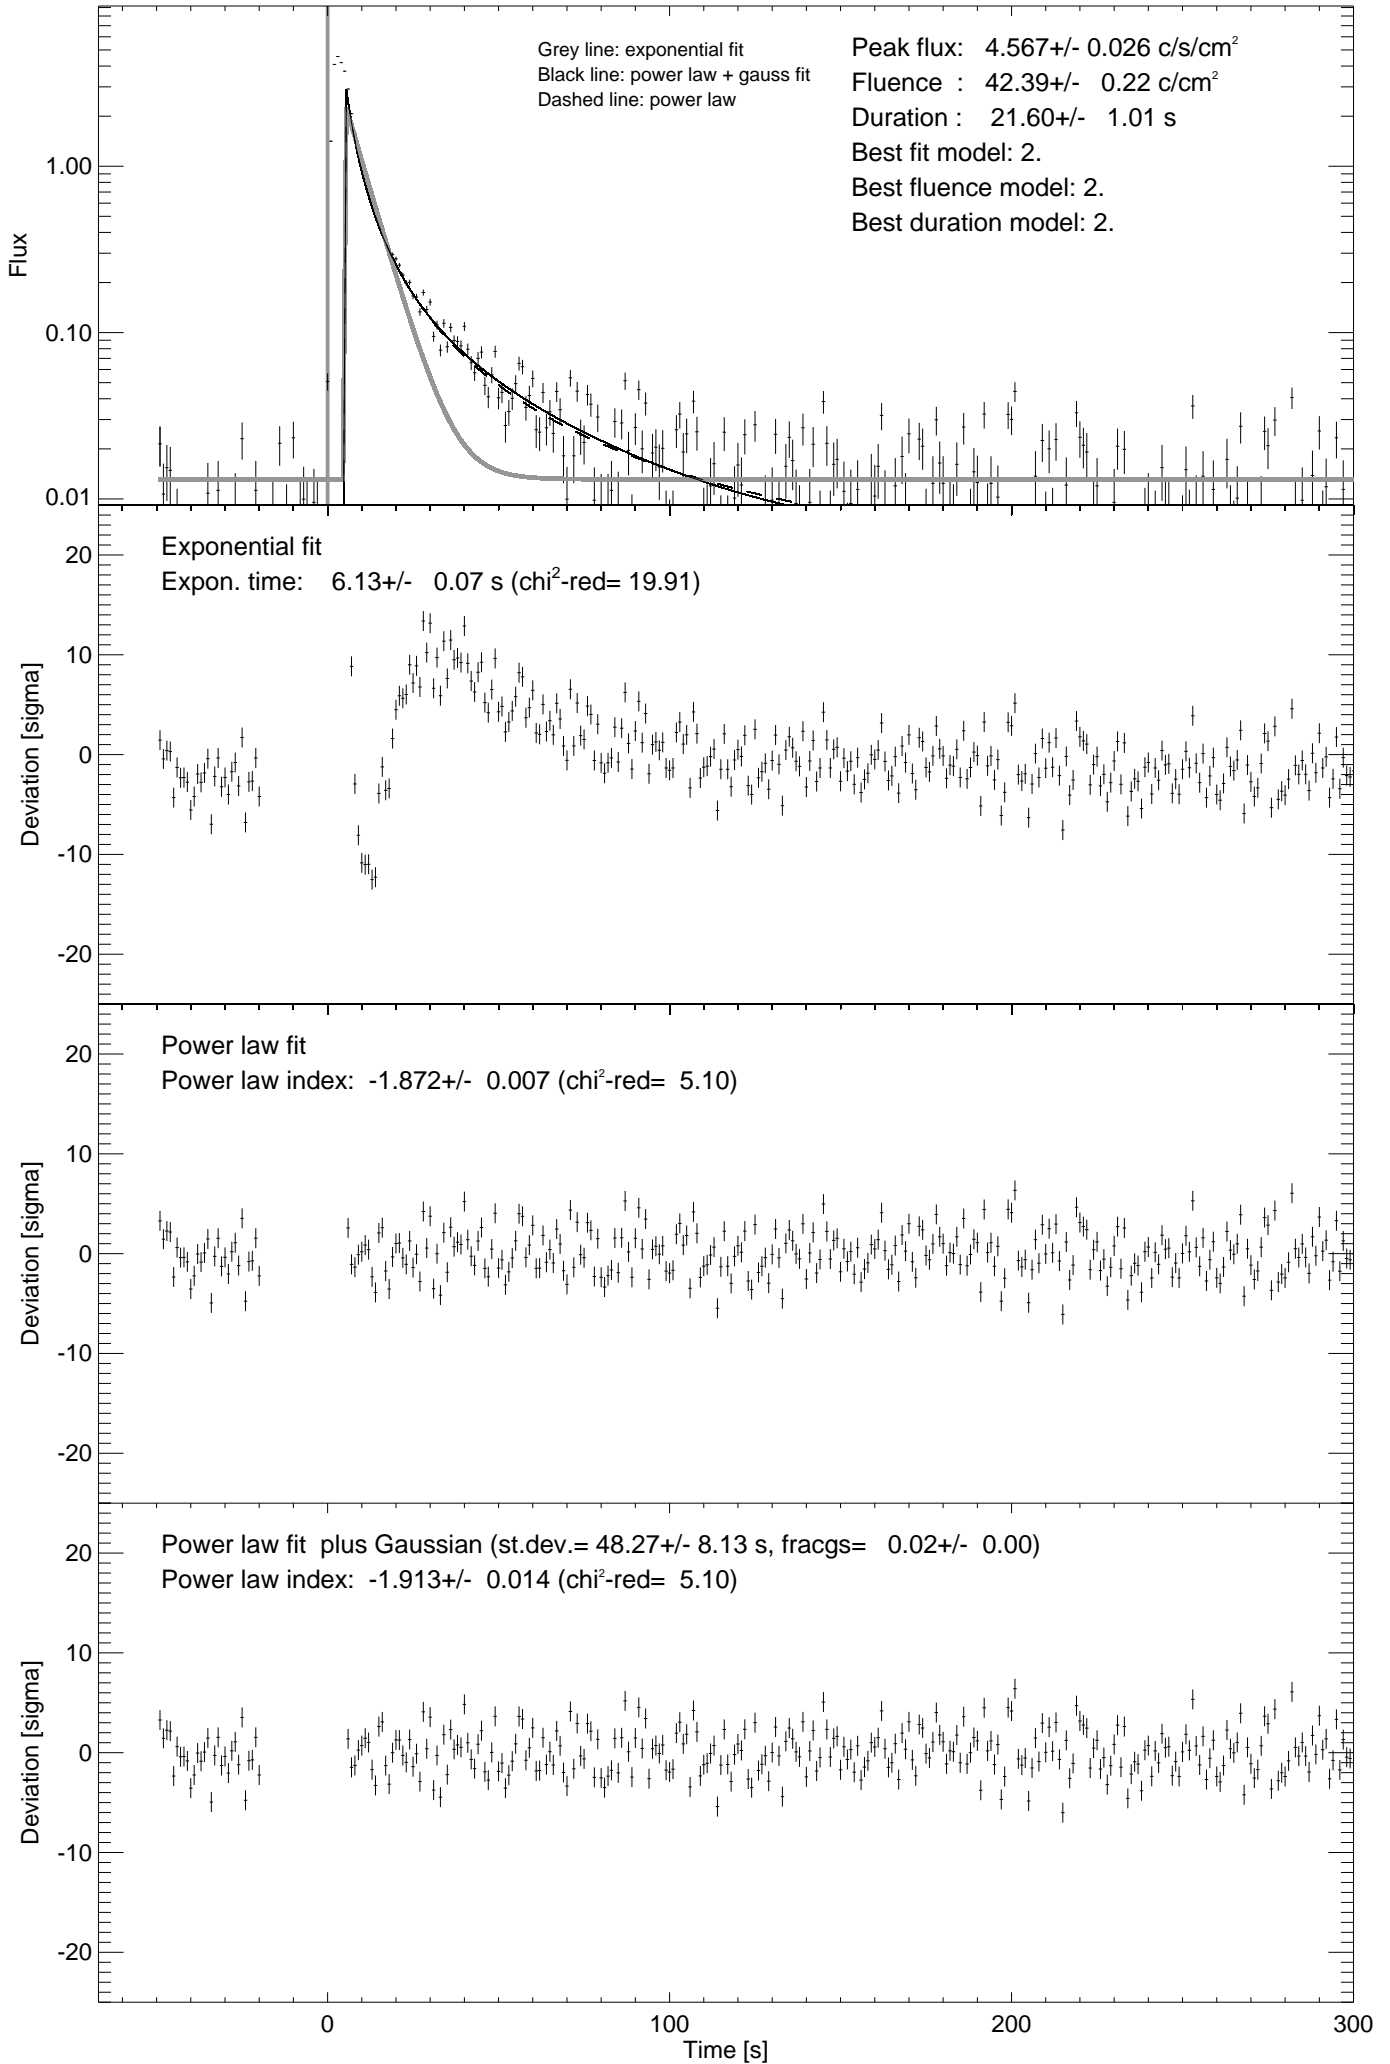 Grey line: exponential fit
Black line: power law + gauss fit
Dashed line: power law
Peak flux: 4.567+/- 0.026 c/s/cm²
Fluence : 42.39+/- 0.22 c/cm²
Duration : 21.60+/- 1.01 s
Best fit model: 2.
Best fluence model: 2.
Best duration model: 2.
1.00
0.10
0.01
Flux
Exponential fit
Expon. time: 6.13+/- 0.07 s (chi²-red= 19.91)
20
10
0
-10
-20
Deviation [sigma]
Power law fit
Power law index: -1.872+/- 0.007 (chi²-red= 5.10)
20
10
0
-10
-20
Deviation [sigma]
Power law fit plus Gaussian (st.dev.= 48.27+/- 8.13 s, fracgs= 0.02+/- 0.00)
Power law index: -1.913+/- 0.014 (chi²-red= 5.10)
20
10
0
-10
-20
Deviation [sigma]
0 100 200 300
Time [s]